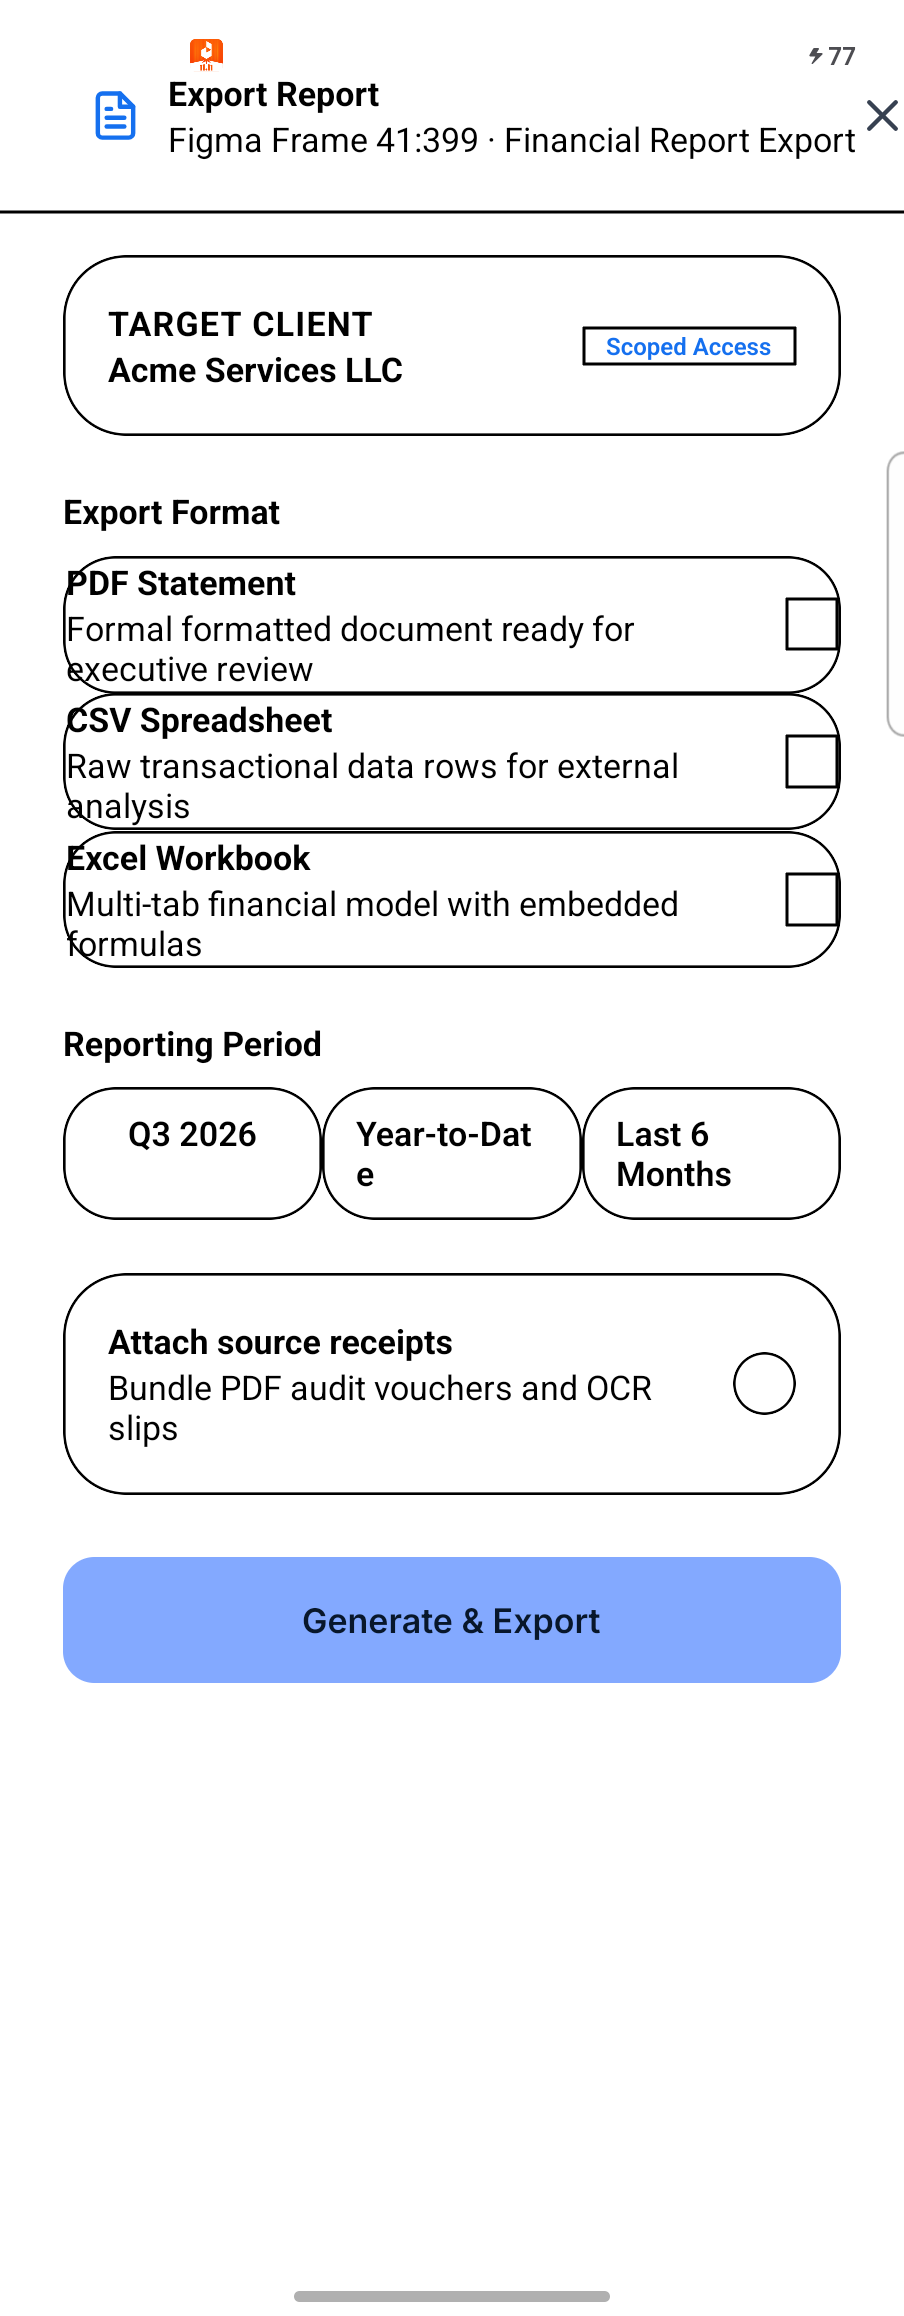 77
Export Report
Figma Frame 41:399 · Financial Report Export
TARGET CLIENT
Acme Services LLC
Scoped Access
Export Format
PDF Statement
Formal formatted document ready for
executive review
CSV Spreadsheet
Raw transactional data rows for external
analysis
Excel Workbook
Multi-tab financial model with embedded
formulas
Reporting Period
Q3 2026
Year-to-Dat
e
Last 6
Months
Attach source receipts
Bundle PDF audit vouchers and OCR
slips
Generate & Export